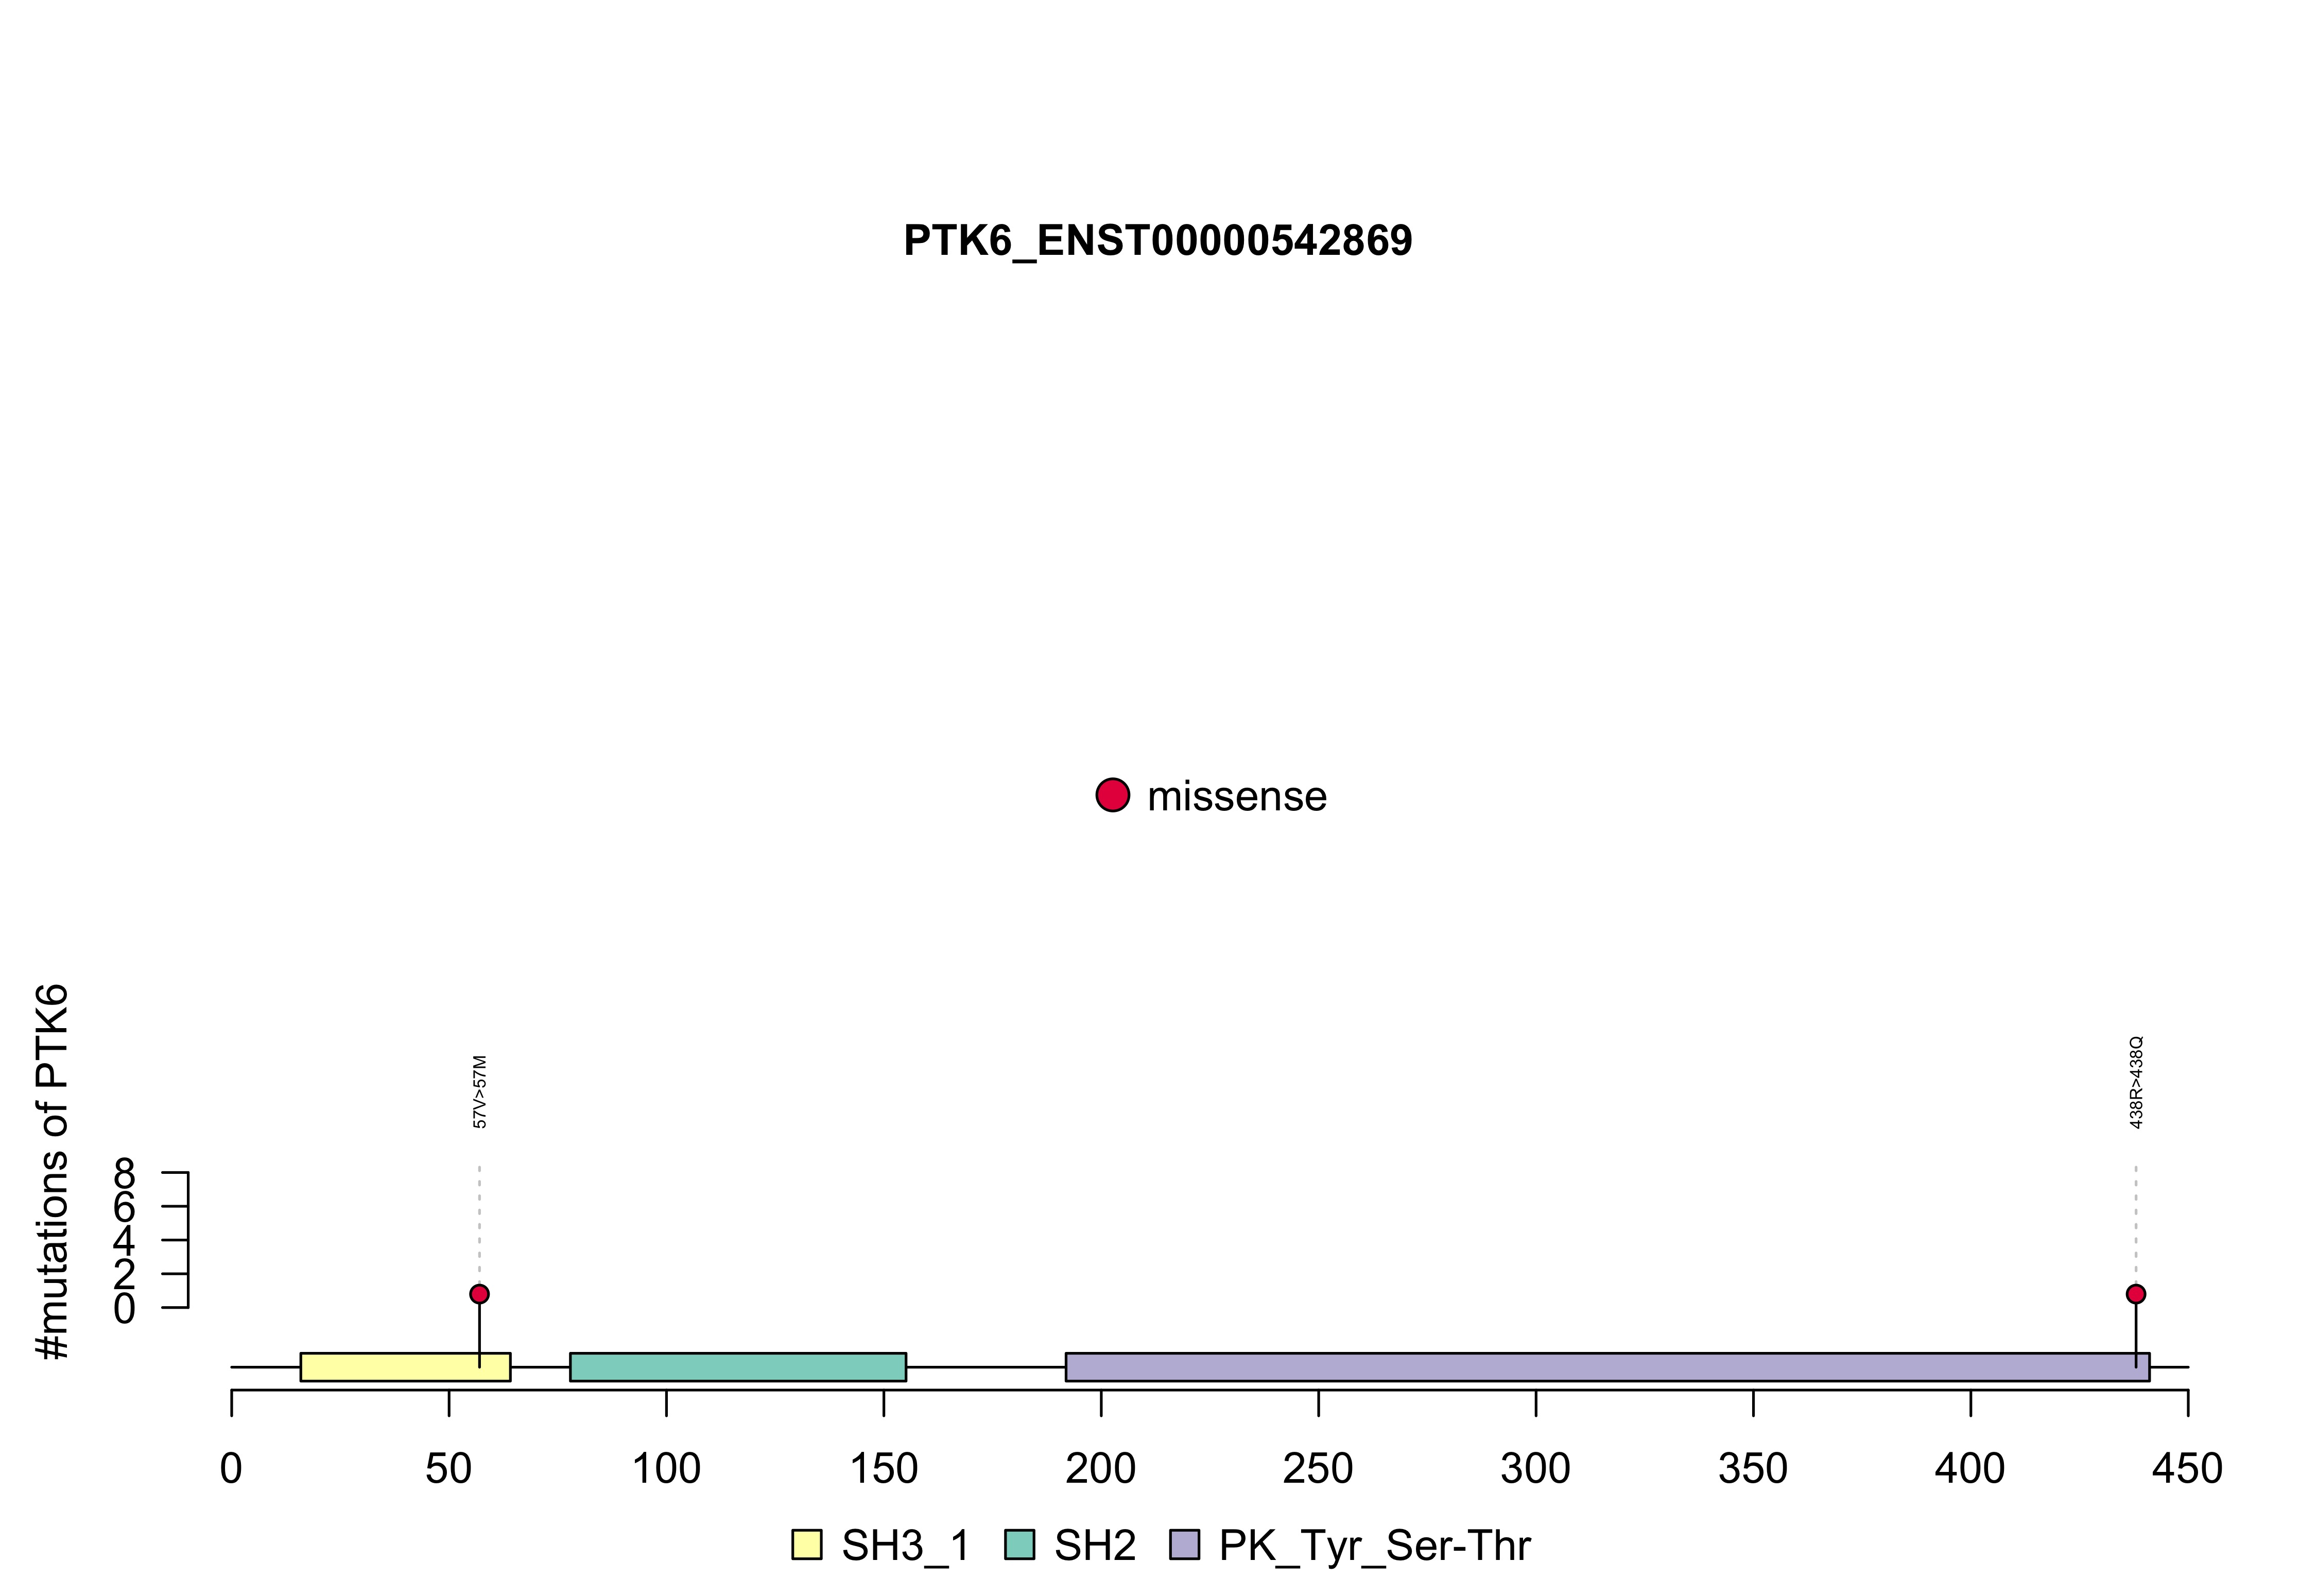 PTK6_ENST00000542869
missense
#mutations of PTK6
57V>57M
438R>438Q
8
6
4
2
0
0 50 100 150 200 250 300 350 400 450
SH3_1 SH2 PK_Tyr_Ser-Thr